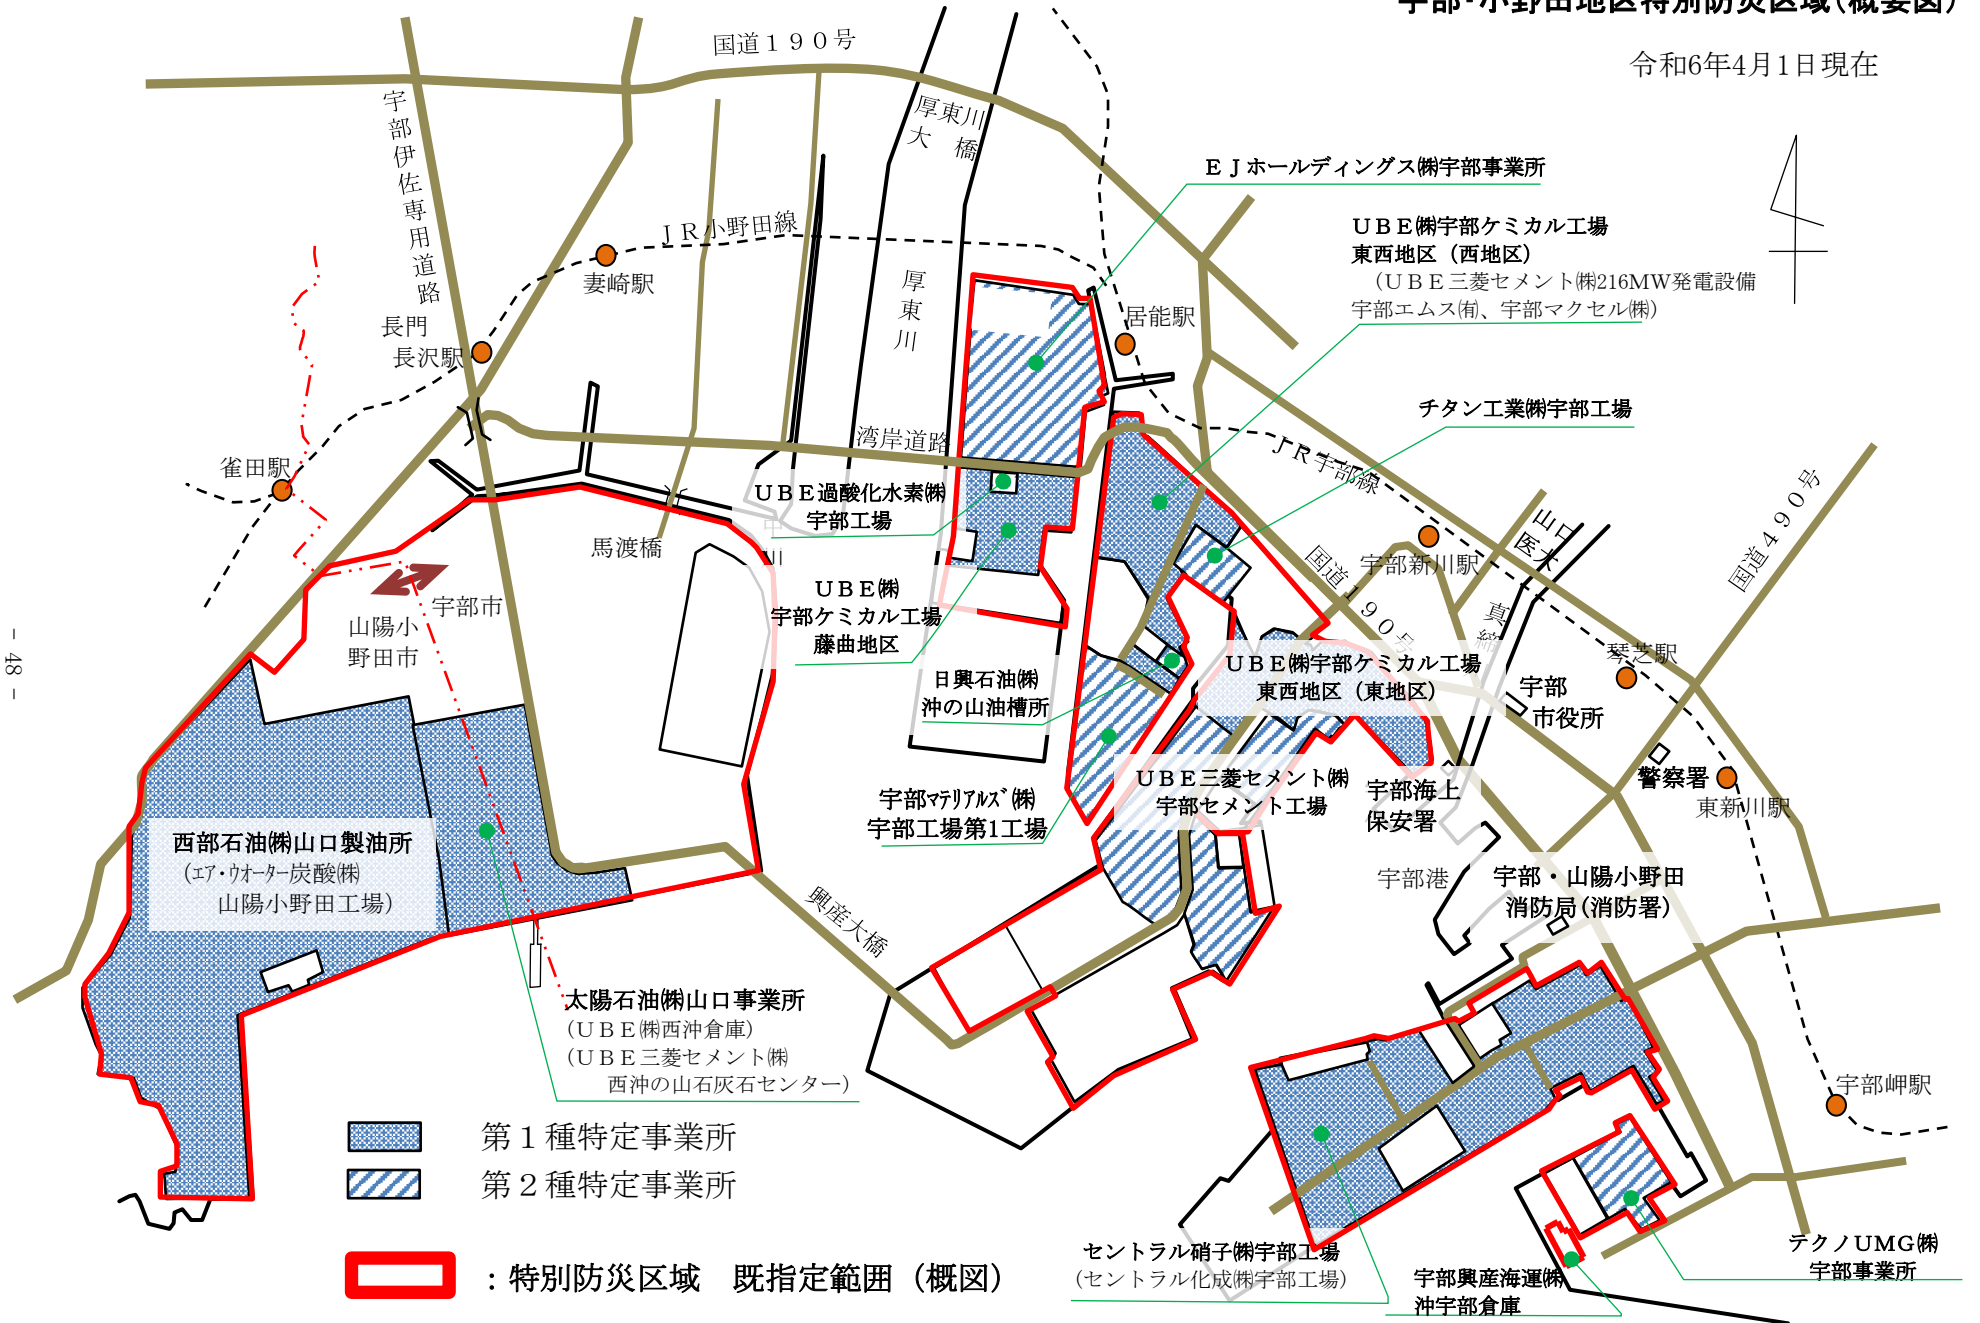 宇部・小野田地区特別防災区域(概要図)
令和6年4月1日現在
国道１９０号
宇部伊佐専用道路
厚東川
大　橋
ＥＪホールディングス㈱宇部事業所
ＵＢＥ㈱宇部ケミカル工場
東西地区（西地区）
（ＵＢＥ三菱セメント㈱216MW発電設備
宇部エムス㈲、宇部マクセル㈱）
ＪＲ小野田線
妻崎駅
厚東川
居能駅
長門
長沢駅
チタン工業㈱宇部工場
湾岸道路
ＪＲ宇部線
雀田駅
国道４９０号
ＵＢＥ過酸化水素㈱
宇部工場
中川
山口
医大
馬渡橋
国道１９０号
宇部新川駅
宇部市
山陽小
野田市
ＵＢＥ㈱
宇部ケミカル工場
藤曲地区
真締
琴芝駅
ＵＢＥ㈱宇部ケミカル工場
東西地区（東地区）
日興石油㈱
沖の山油槽所
宇部
市役所
－ 48 －
ＵＢＥ三菱セメント㈱
宇部セメント工場
宇部海上
保安署
警察署
東新川駅
宇部ﾏﾃﾘｱﾙｽﾞ㈱
宇部工場第1工場
西部石油㈱山口製油所
(ｴｱ・ｳｵｰﾀｰ炭酸㈱
山陽小野田工場)
宇部港
宇部・山陽小野田
消防局(消防署)
興産大橋
太陽石油㈱山口事業所
（ＵＢＥ㈱西沖倉庫）
（ＵＢＥ三菱セメント㈱
西沖の山石灰石センター）
宇部岬駅
第１種特定事業所
第２種特定事業所
：特別防災区域　既指定範囲（概図）
セントラル硝子㈱宇部工場
（セントラル化成㈱宇部工場）
宇部興産海運㈱
沖宇部倉庫
テクノUMG㈱
宇部事業所